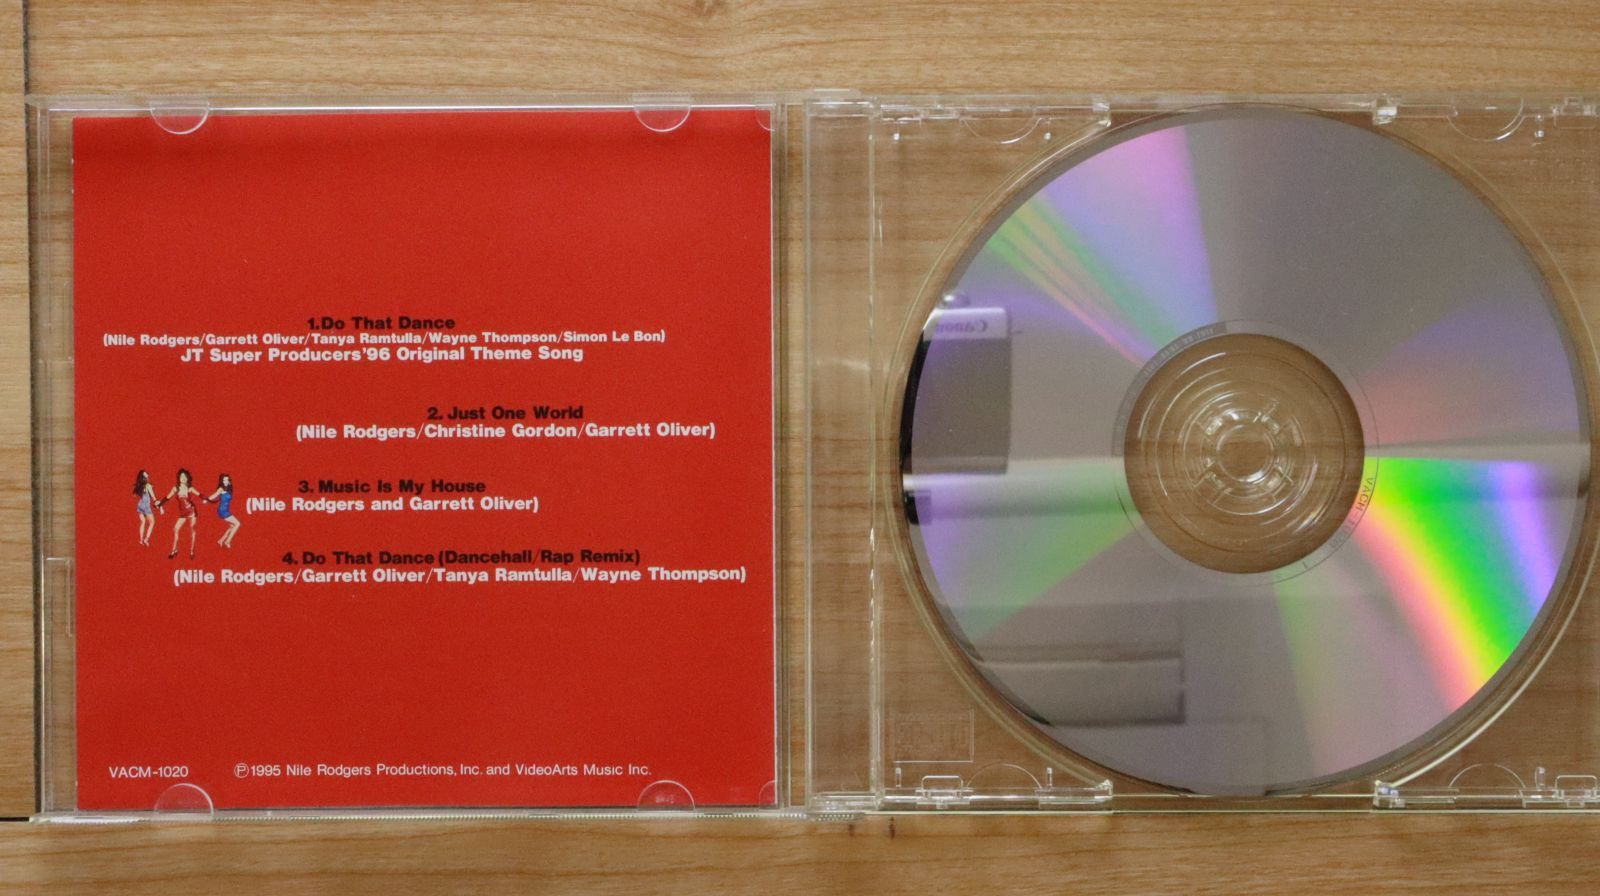 1.Do That Dance
(Nile Rodgers/Garrett Oliver/Tanya Ramtulla/Wayne Thompson/Simon Le Bon)
JT Super Producers'96 Original Theme Song
2. Just One World
(Nile Rodgers/Christine Gordon/Garrett Oliver)
3. Music Is My House
(Nile Rodgers and Garrett Oliver)
4. Do That Dance (Dancehall/Rap Remix)
(Nile Rodgers/Garrett Oliver/Tanya Ramtulla/Wayne Thompson)
VACM-1020 Ⓟ1995 Nile Rodgers Productions, Inc. and VideoArts Music Inc.
Canon